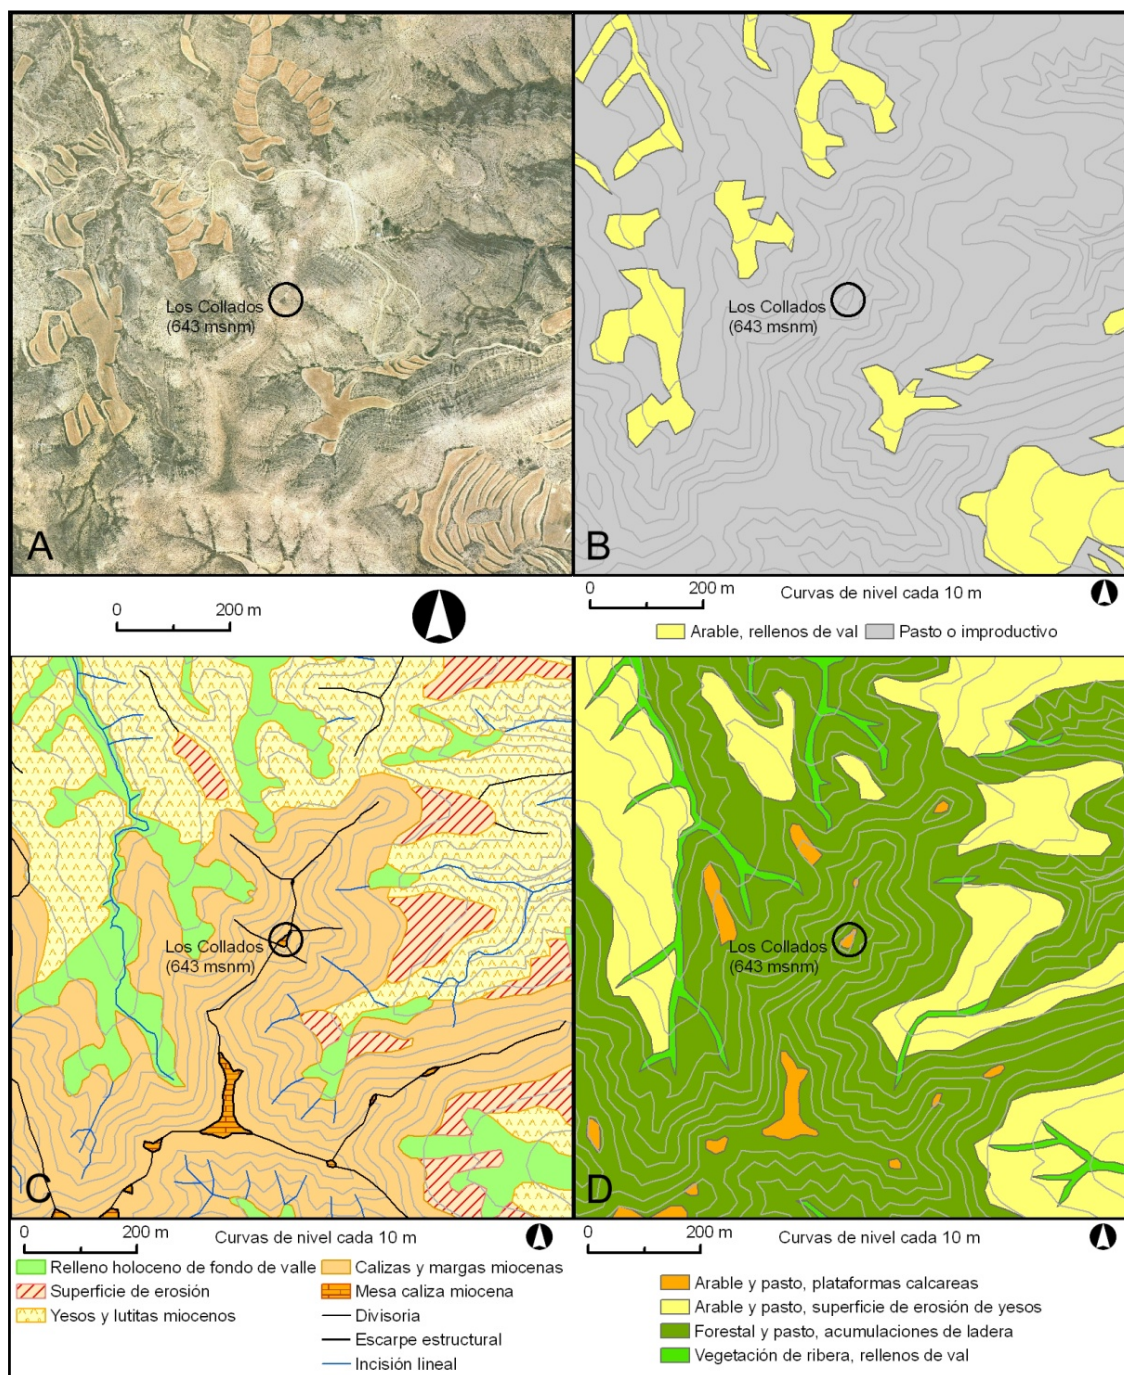 Los Collados
(643 msnm)
A
Los Collados
(643 msnm)
B
0 200 m
0 200 m Curvas de nivel cada 10 m
Arable, rellenos de val Pasto o improductivo
Los Collados
(643 msnm)
C
Los Collados
(643 msnm)
D
0 200 m Curvas de nivel cada 10 m
Relleno holoceno de fondo de valle Calizas y margas miocenas
Superficie de erosión Mesa caliza miocena
Yesos y lutitas miocenos Divisoria
Escarpe estructural
Incisión lineal
0 200 m Curvas de nivel cada 10 m
Arable y pasto, plataformas calcareas
Arable y pasto, superficie de erosión de yesos
Forestal y pasto, acumulaciones de ladera
Vegetación de ribera, rellenos de val